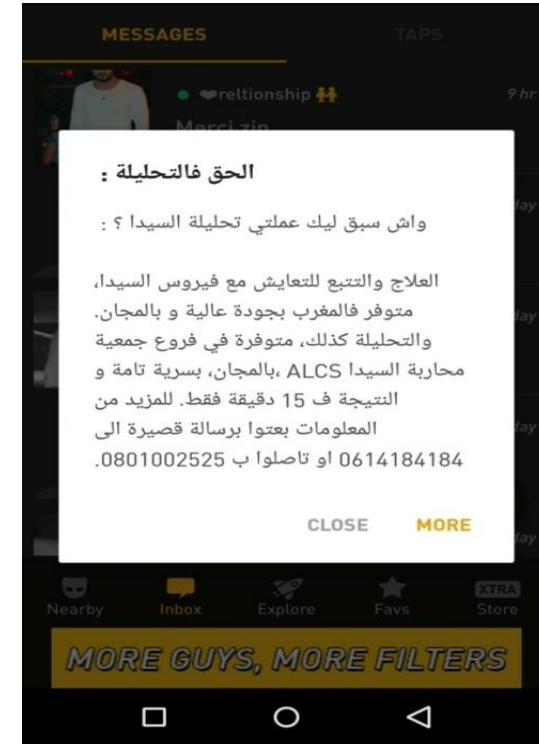 MESSAGES
TAPS
❤reltionship 👬
9 hr
Merci zin
الحق فالتحليلة :
واش سبق ليك عملتي تحليلة السيدا ؟ :
العلاج والتتبع للتعايش مع فيروس السيدا،
متوفر فالمغرب بجودة عالية و بالمجان.
والتحليلة كذلك، متوفرة في فروع جمعية
محاربة السيدا ALCS ،بالمجان، بسرية تامة و
النتيجة ف 15 دقيقة فقط. للمزيد من
المعلومات بعتوا برسالة قصيرة الى
0614184184 او تاصلوا ب 0801002525.
CLOSE
MORE
Nearby
Inbox
Explore
Favs
XTRA
Store
MORE GUYS, MORE FILTERS